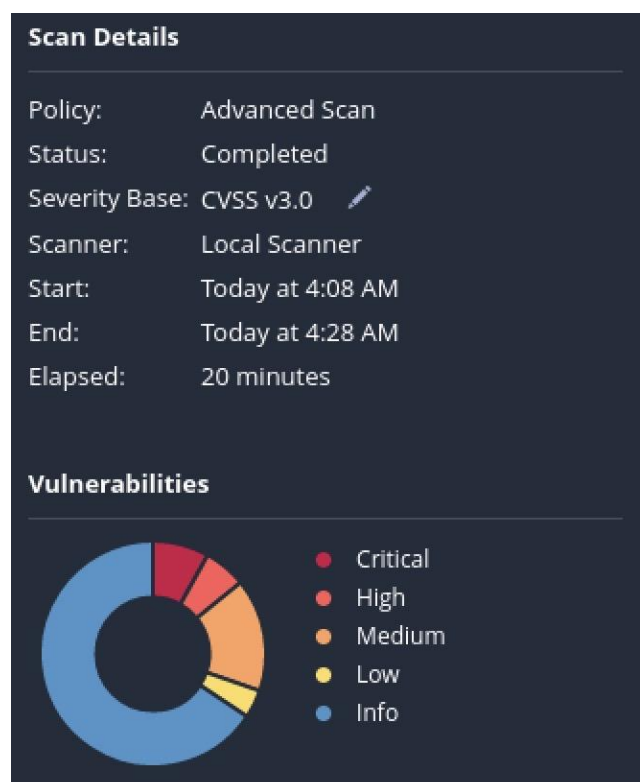 Scan Details
Policy: Advanced Scan
Status: Completed
Severity Base: CVSS v3.0
Scanner: Local Scanner
Start: Today at 4:08 AM
End: Today at 4:28 AM
Elapsed: 20 minutes
Vulnerabilities
Critical
High
Medium
Low
Info